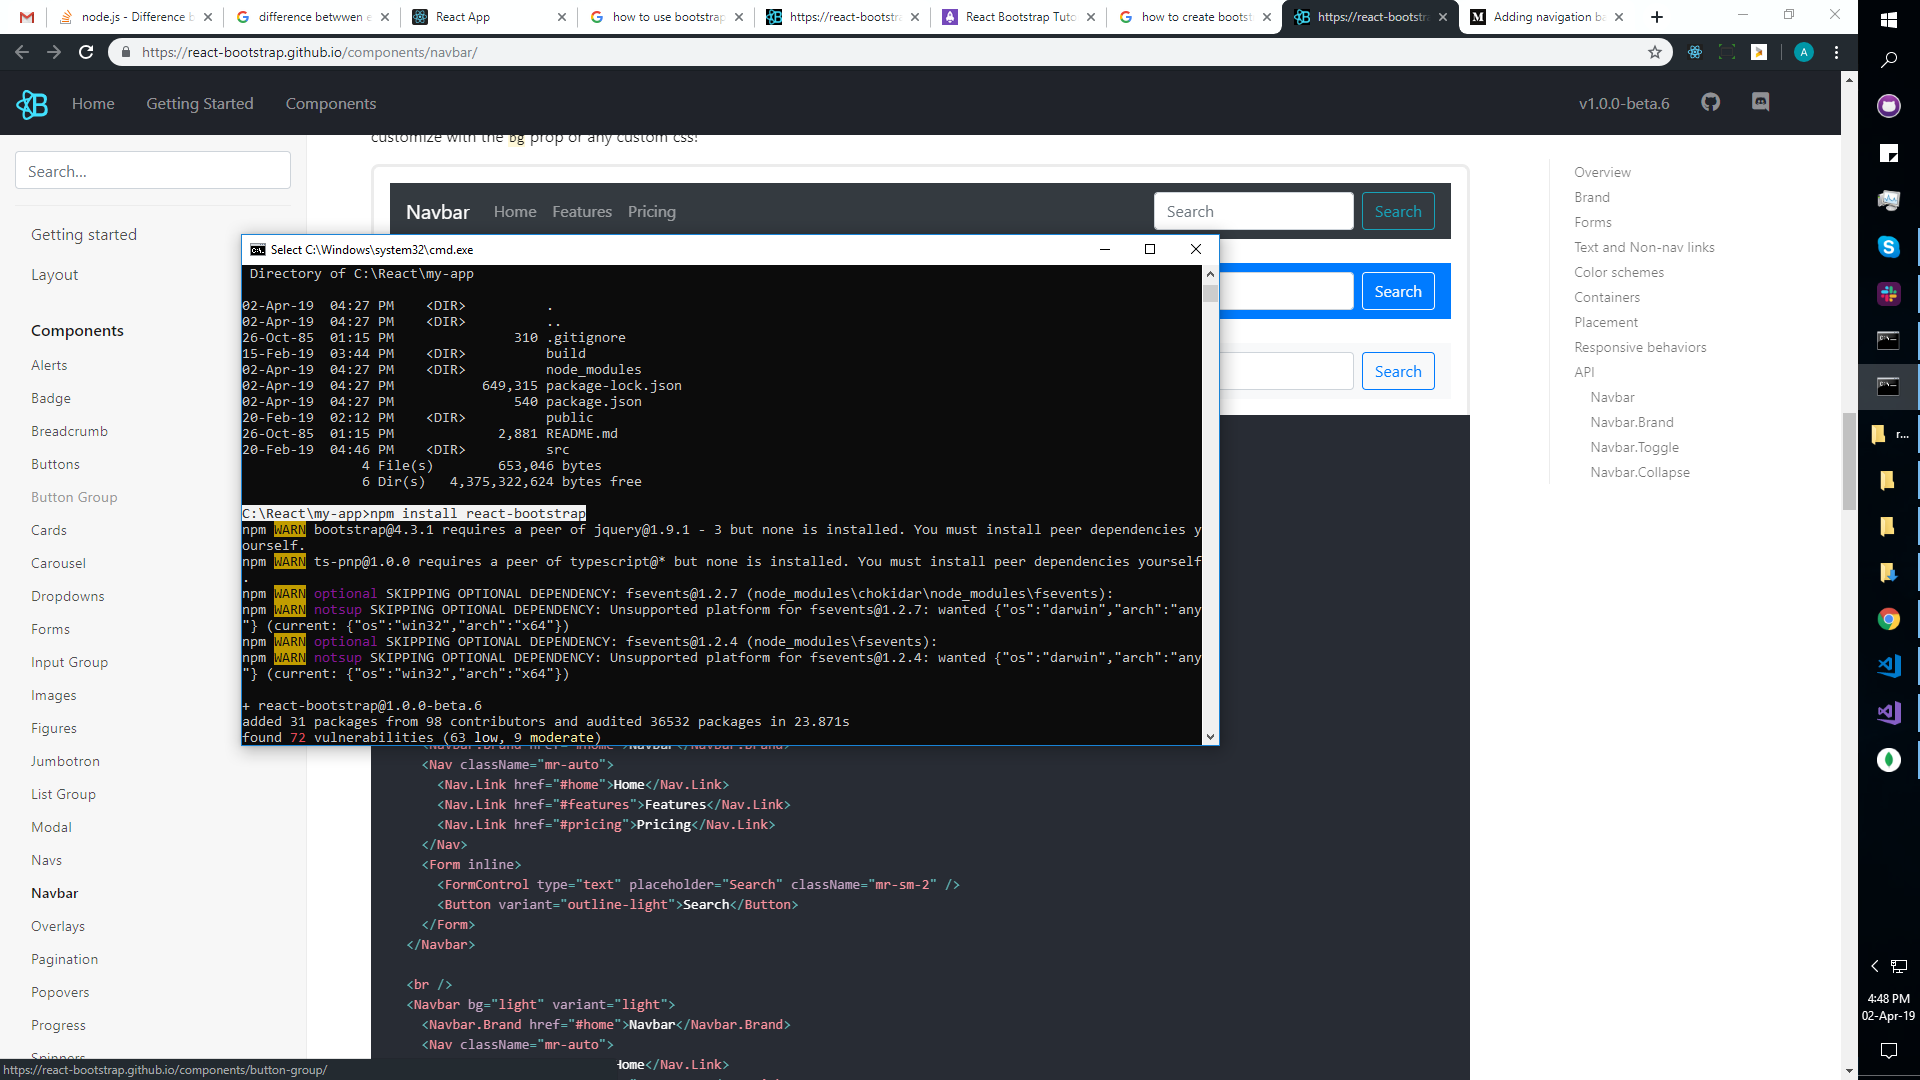 node.js - Difference b
difference betwwen e
React App
how to use bootstrap
https://react-bootstra
React Bootstrap Tuto
how to create bootst
https://react-bootstr
Adding navigation ba
https://react-bootstrap.github.io/components/navbar/
A
Home
Getting Started
Components
v1.0.0-beta.6
customize with the bg prop or any custom css!
Search...
Getting started
Layout
Components
Alerts
Badge
Breadcrumb
Buttons
Button Group
Cards
Carousel
Dropdowns
Forms
Input Group
Images
Figures
Jumbotron
List Group
Modal
Navs
Navbar
Overlays
Pagination
Popovers
Progress
Spinners
https://react-bootstrap.github.io/components/button-group/
Navbar Home Features Pricing
Search
Search
Search
Search
Select C:\Windows\system32\cmd.exe
Directory of C:\React\my-app
02-Apr-19  04:27 PM    <DIR>          .
02-Apr-19  04:27 PM    <DIR>          ..
26-Oct-85  01:15 PM               310 .gitignore
15-Feb-19  03:44 PM    <DIR>          build
02-Apr-19  04:27 PM    <DIR>          node_modules
02-Apr-19  04:27 PM           649,315 package-lock.json
02-Apr-19  04:27 PM               540 package.json
20-Feb-19  02:12 PM    <DIR>          public
26-Oct-85  01:15 PM             2,881 README.md
20-Feb-19  04:46 PM    <DIR>          src
4 File(s)        653,046 bytes
6 Dir(s)   4,375,322,624 bytes free
C:\React\my-app>npm install react-bootstrap
npm WARN bootstrap@4.3.1 requires a peer of jquery@1.9.1 - 3 but none is installed. You must install peer dependencies y
ourself.
npm WARN ts-pnp@1.0.0 requires a peer of typescript@* but none is installed. You must install peer dependencies yourself
.
npm WARN optional SKIPPING OPTIONAL DEPENDENCY: fsevents@1.2.7 (node_modules\chokidar\node_modules\fsevents):
npm WARN notsup SKIPPING OPTIONAL DEPENDENCY: Unsupported platform for fsevents@1.2.7: wanted {"os":"darwin","arch":"any
"} (current: {"os":"win32","arch":"x64"})
npm WARN optional SKIPPING OPTIONAL DEPENDENCY: fsevents@1.2.4 (node_modules\fsevents):
npm WARN notsup SKIPPING OPTIONAL DEPENDENCY: Unsupported platform for fsevents@1.2.4: wanted {"os":"darwin","arch":"any
"} (current: {"os":"win32","arch":"x64"})
+ react-bootstrap@1.0.0-beta.6
added 31 packages from 98 contributors and audited 36532 packages in 23.871s
found 72 vulnerabilities (63 low, 9 moderate)
<Navbar.Brand href="#home">Navbar</Navbar.Brand>
<Nav className="mr-auto">
<Nav.Link href="#home">Home</Nav.Link>
<Nav.Link href="#features">Features</Nav.Link>
<Nav.Link href="#pricing">Pricing</Nav.Link>
</Nav>
<Form inline>
<FormControl type="text" placeholder="Search" className="mr-sm-2" />
<Button variant="outline-light">Search</Button>
</Form>
</Navbar>
<br />
<Navbar bg="light" variant="light">
<Navbar.Brand href="#home">Navbar</Navbar.Brand>
<Nav className="mr-auto">
Home</Nav.Link>
Overview
Brand
Forms
Text and Non-nav links
Color schemes
Containers
Placement
Responsive behaviors
API
Navbar
Navbar.Brand
Navbar.Toggle
Navbar.Collapse
r...
4:48 PM
02-Apr-19